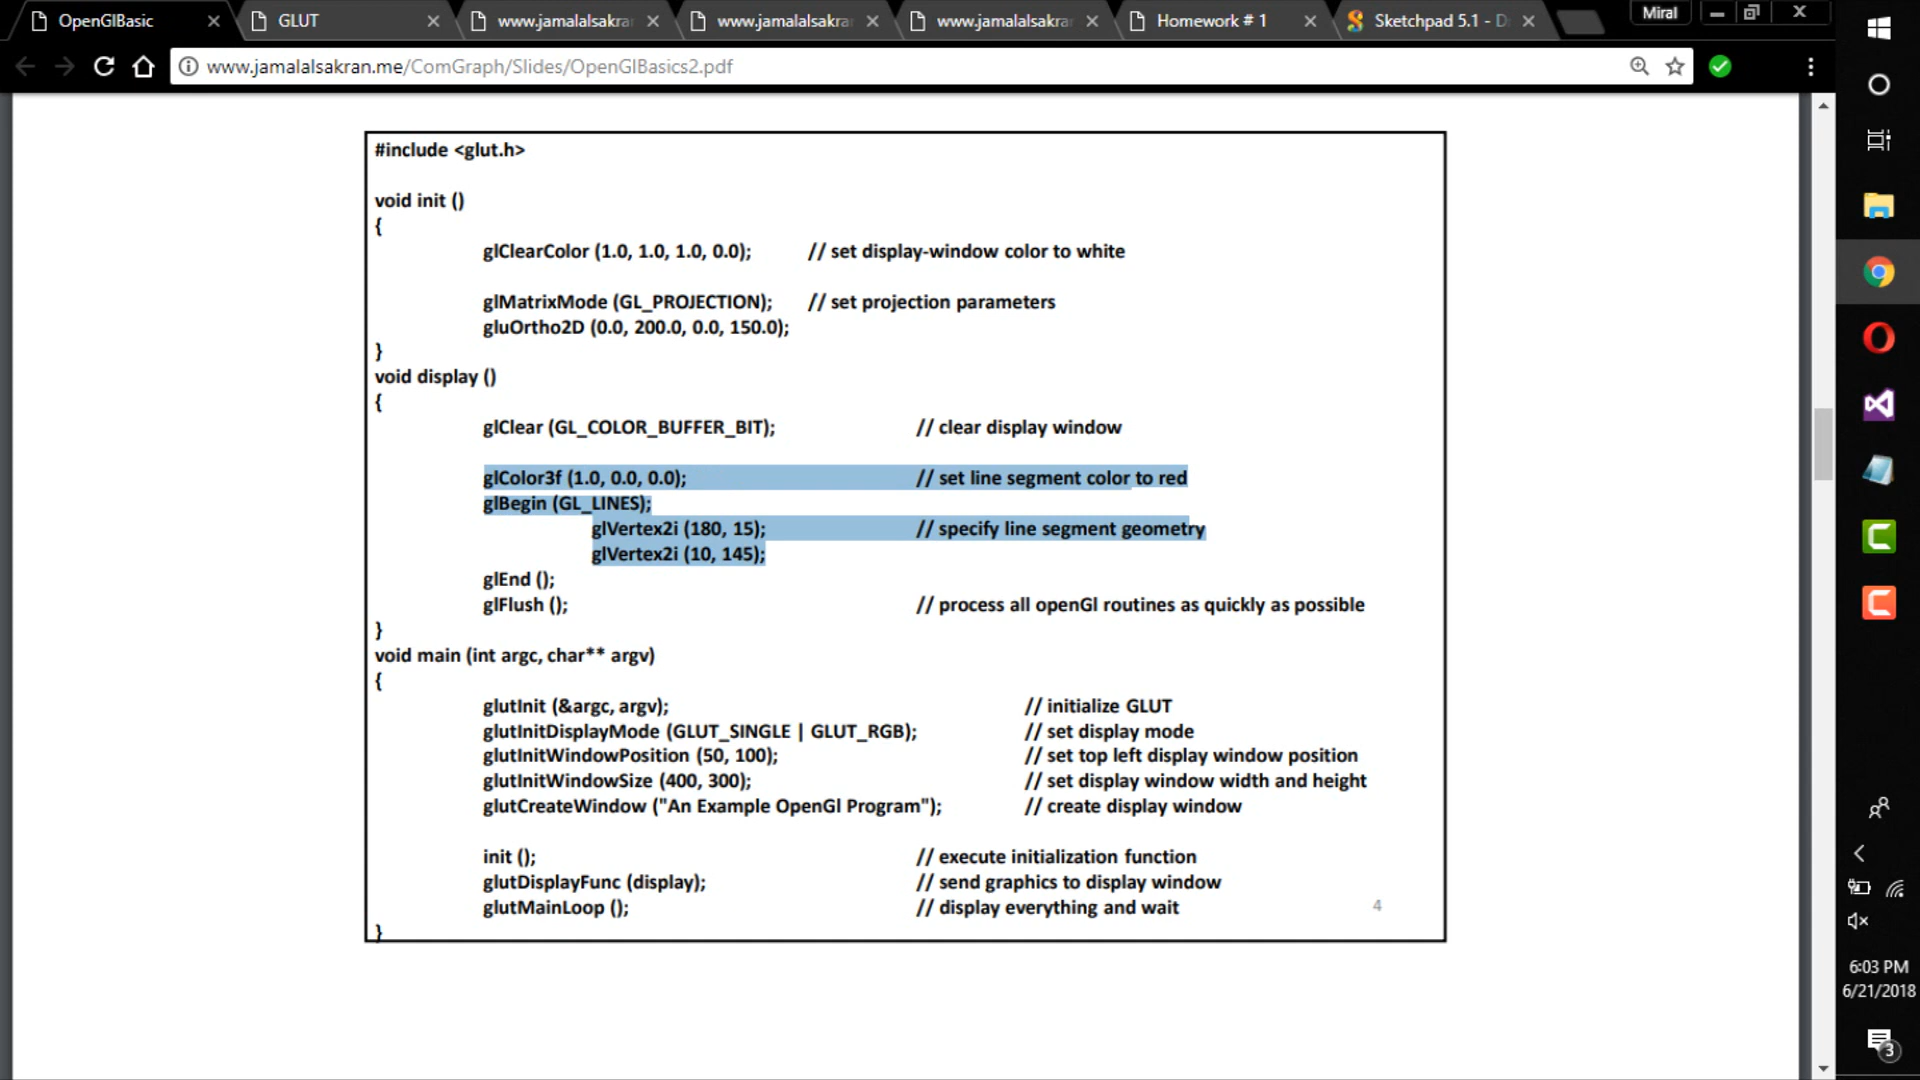 OpenGlBasic
GLUT
www.jamalalsakra
www.jamalalsakra
www.jamalalsakra
Homework # 1
Sketchpad 5.1 - D
Miral
www.jamalalsakran.me/ComGraph/Slides/OpenGlBasics2.pdf
#include <glut.h>
void init ()
{
glClearColor (1.0, 1.0, 1.0, 0.0); // set display-window color to white
glMatrixMode (GL_PROJECTION); // set projection parameters
gluOrtho2D (0.0, 200.0, 0.0, 150.0);
}
void display ()
{
glClear (GL_COLOR_BUFFER_BIT); // clear display window
glColor3f (1.0, 0.0, 0.0); // set line segment color to red
glBegin (GL_LINES);
glVertex2i (180, 15); // specify line segment geometry
glVertex2i (10, 145);
glEnd ();
glFlush (); // process all openGl routines as quickly as possible
}
void main (int argc, char** argv)
{
glutInit (&argc, argv); // initialize GLUT
glutInitDisplayMode (GLUT_SINGLE | GLUT_RGB); // set display mode
glutInitWindowPosition (50, 100); // set top left display window position
glutInitWindowSize (400, 300); // set display window width and height
glutCreateWindow ("An Example OpenGl Program"); // create display window
init (); // execute initialization function
glutDisplayFunc (display); // send graphics to display window
glutMainLoop (); // display everything and wait
4
}
6:03 PM
6/21/2018
3